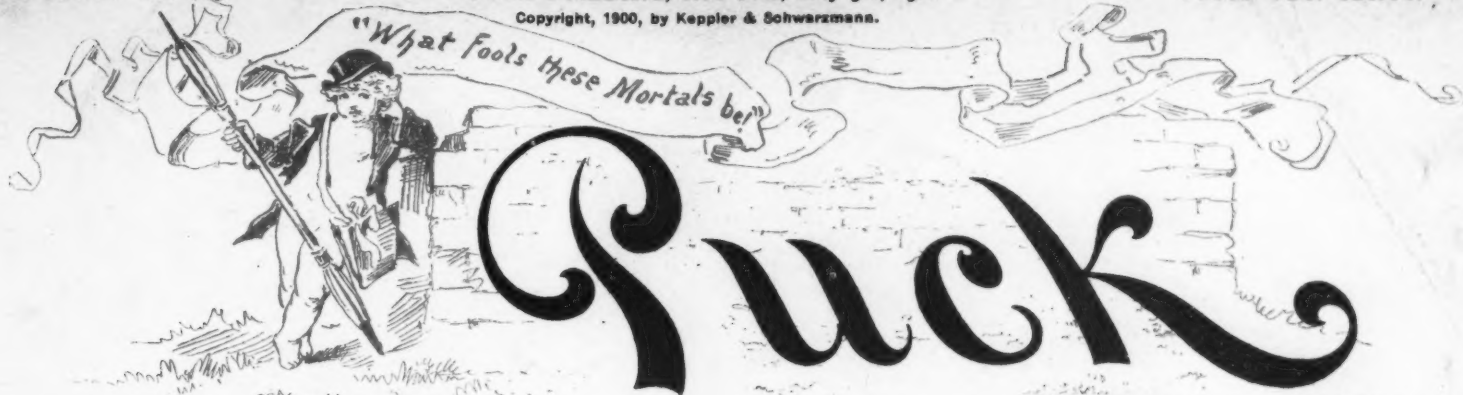 Copyright, 1900, by Keppler & Schwarzmann.
"What Fools these Mortals be!"
Puck